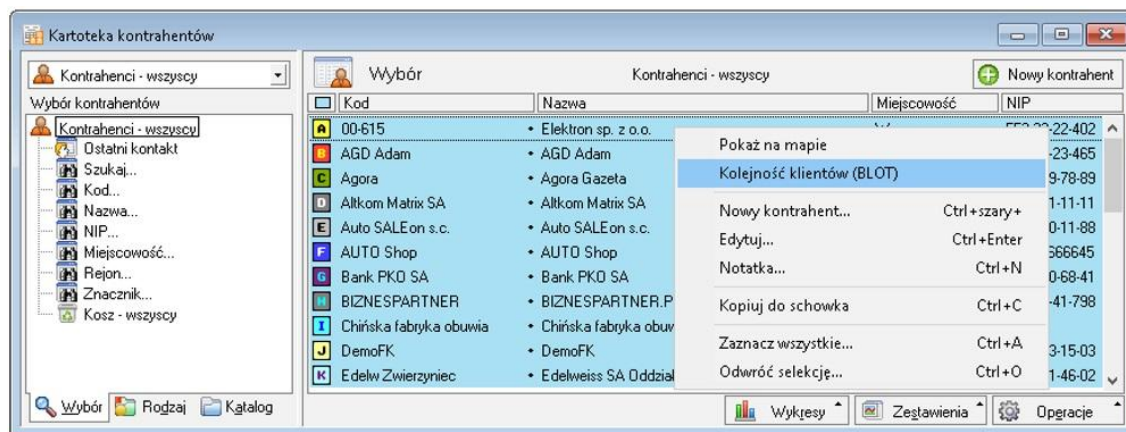 Kartoteka kontrahentów
Kontrahenci - wszyscy
Wybór kontrahentów
Kontrahenci - wszyscy
Ostatni kontakt
Szukaj...
Kod...
Nazwa...
NIP...
Miejscowość...
Rejon...
Znacznik...
Kosz - wszyscy
Wybór Rodzaj Katalog
Wybór Kontrahenci - wszyscy Nowy kontrahent
Kod Nazwa Miejscowość NIP
A 00-615 • Elektron sp. z o.o.
B AGD Adam • AGD Adam -23-465
C Agora • Agora Gazeta 9-78-89
D Altkom Matrix SA • Altkom Matrix SA 1-11-11
E Auto SALEon s.c. • Auto SALEon s.c. 0-11-88
F AUTO Shop • AUTO Shop 666645
G Bank PKO SA • Bank PKO SA 0-68-41
H BIZNESPARTNER • BIZNESPARTNER.P -41-798
I Chińska fabryka obuwia • Chińska fabryka obuw
J DemoFK • DemoFK 3-15-03
K Edelw Zwierzyniec • Edelweiss SA Oddział 1-46-02
Pokaż na mapie
Kolejność klientów (BLOT)
Nowy kontrahent... Ctrl+szary+
Edytuj... Ctrl+Enter
Notatka... Ctrl+N
Kopiuj do schowka Ctrl+C
Zaznacz wszystkie... Ctrl+A
Odwróć selekcję... Ctrl+O
Wykresy Zestawienia Operacje